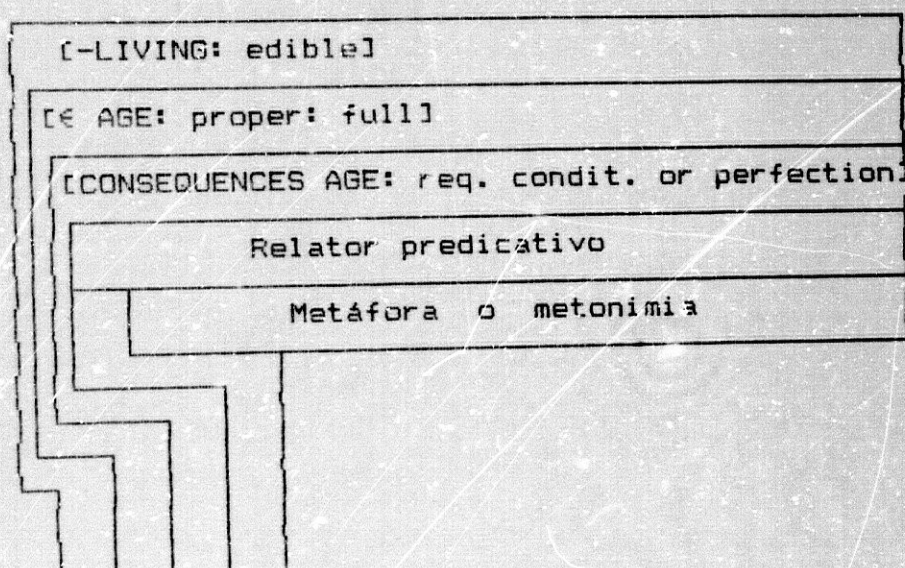 [-LIVING: edible]
[€ AGE: proper: full]
[CONSEQUENCES AGE: req. condit. or perfection]
Relator predicativo
Metáfora o metonimia